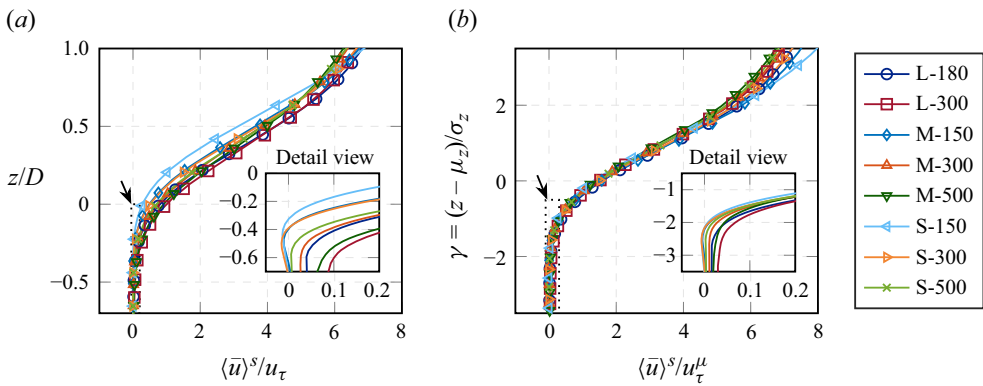 (a)
1.0
0.5
0
−0.5
z/D
0 2 4 6 8
⟨u̅⟩ˢ/u_τ
Detail view
0
−0.2
−0.4
−0.6
0 0.1 0.2
(b)
2
0
−2
γ = (z − μ_z)/σ_z
0 2 4 6 8
⟨u̅⟩ˢ/u_τ^μ
Detail view
−1
−2
−3
0 0.1 0.2
L-180
L-300
M-150
M-300
M-500
S-150
S-300
S-500